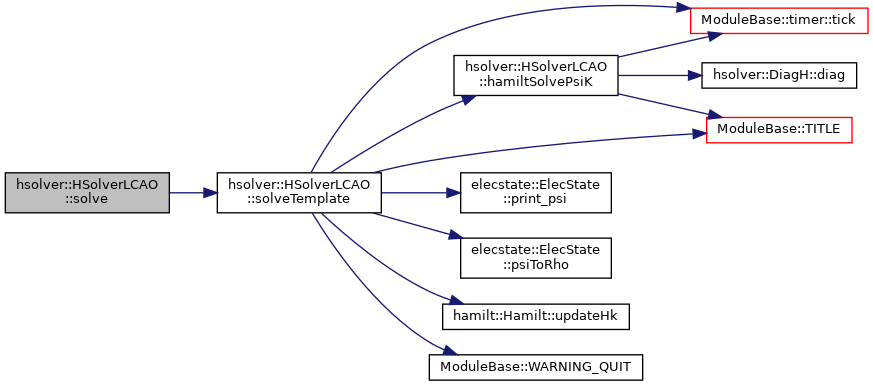 hsolver::HSolverLCAO
::solve
hsolver::HSolverLCAO
::solveTemplate
ModuleBase::timer::tick
hsolver::HSolverLCAO
::hamiltSolvePsiK
hsolver::DiagH::diag
ModuleBase::TITLE
elecstate::ElecState
::print_psi
elecstate::ElecState
::psiToRho
hamilt::Hamilt::updateHk
ModuleBase::WARNING_QUIT